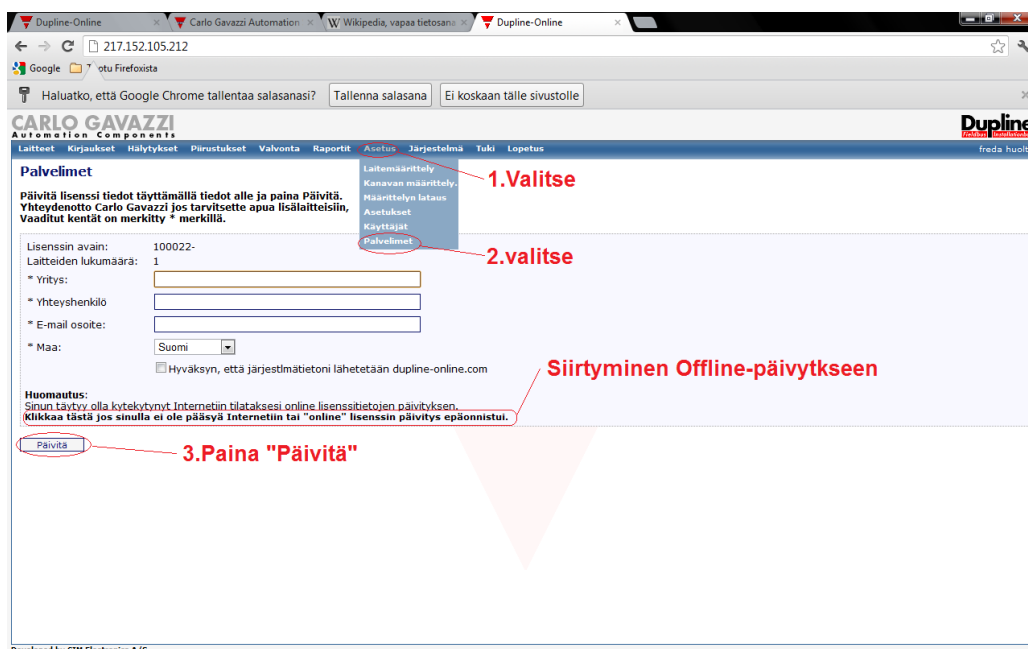 Dupline-Online
Carlo Gavazzi Automation
Wikipedia, vapaa tietosana
Dupline-Online
217.152.105.212
Google
otu Firefoxista
Haluatko, että Google Chrome tallentaa salasanasi? Tallenna salasana Ei koskaan tälle sivustolle
CARLO GAVAZZI
Automation Components
Dupline
Laitteet Kirjaukset Hälytykset Piirustukset Valvonta Raportit Asetus Järjestelmä Tuki Lopetus freda huolt
Laitemäärittely
Kanavan määrittely.
Määrittelyn lataus
Asetukset
Käyttäjät
Palvelimet
1.Valitse
2.valitse
Palvelimet
Päivitä lisenssi tiedot täyttämällä tiedot alle ja paina Päivitä.
Yhteydenotto Carlo Gavazzi jos tarvitsette apua lisälaitteisiin,
Vaaditut kentät on merkitty * merkillä.
Lisenssin avain: 100022-
Laitteiden lukumäärä: 1
* Yritys:
* Yhteyshenkilö
* E-mail osoite:
* Maa: Suomi
Hyväksyn, että järjestlmätietoni lähetetään dupline-online.com
Siirtyminen Offline-päivytkseen
Huomautus:
Sinun täytyy olla kytekytynyt Internetiin tilataksesi online lisenssitietojen päivityksen.
Klikkaa tästä jos sinulla ei ole pääsyä Internetiin tai "online" lisenssin päivitys epäonnistui.
Päivitä
3.Paina "Päivitä"